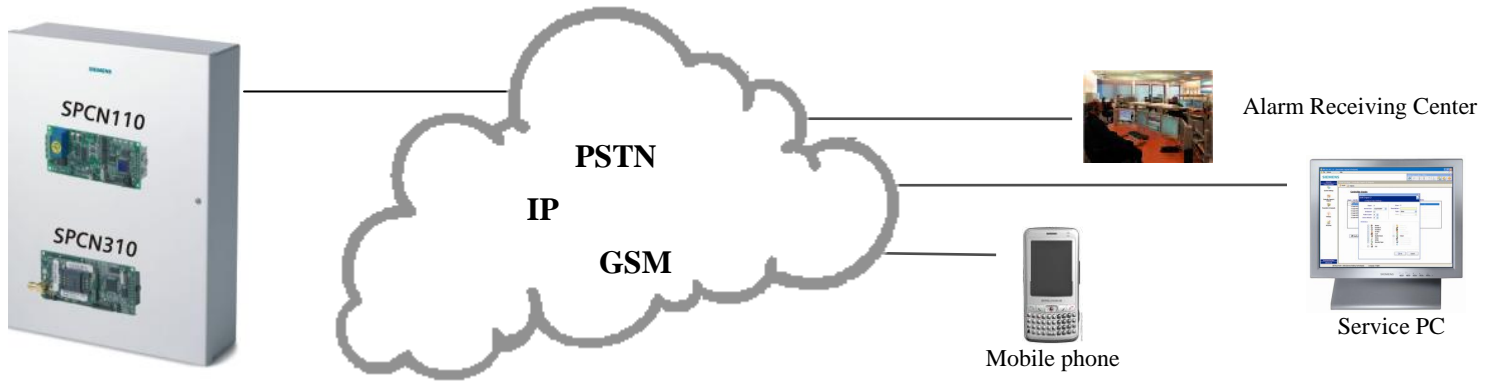 SIEMENS
SPCN110
SPCN310
PSTN
IP
GSM
Alarm Receiving Center
Service PC
Mobile phone